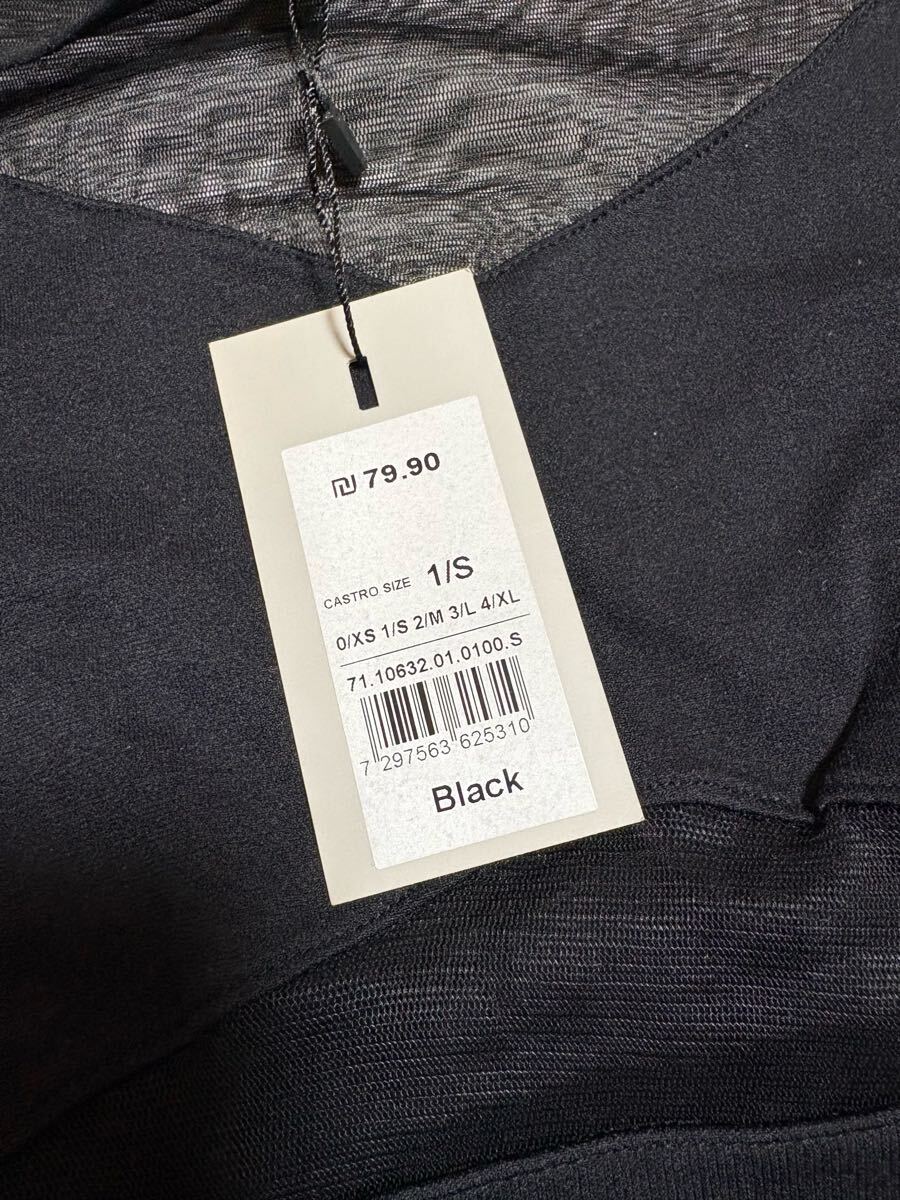 ₪ 79.90
CASTRO SIZE 1/S
0/XS 1/S 2/M 3/L 4/XL
71.10632.01.0100.S
7 297563 625310
Black